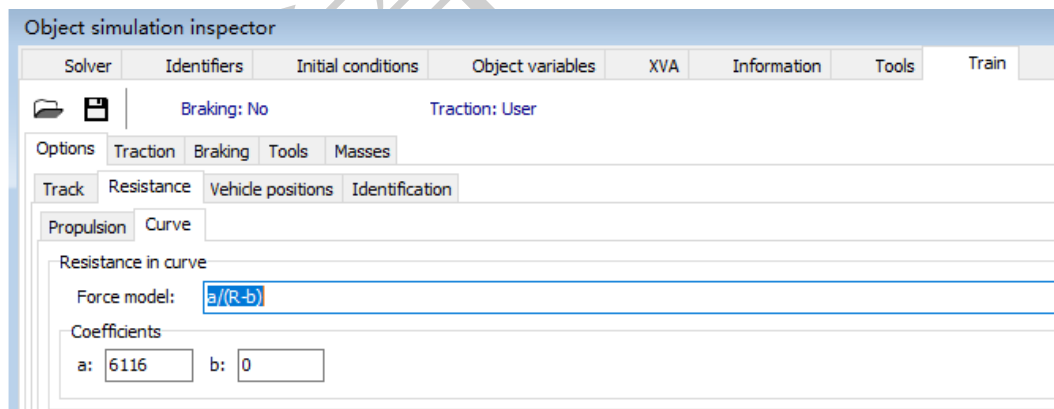 Object simulation inspector
Solver Identifiers Initial conditions Object variables XVA Information Tools Train
Braking: No Traction: User
Options Traction Braking Tools Masses
Track Resistance Vehicle positions Identification
Propulsion Curve
Resistance in curve
Force model: a/(R-b)
Coefficients
a: 6116 b: 0